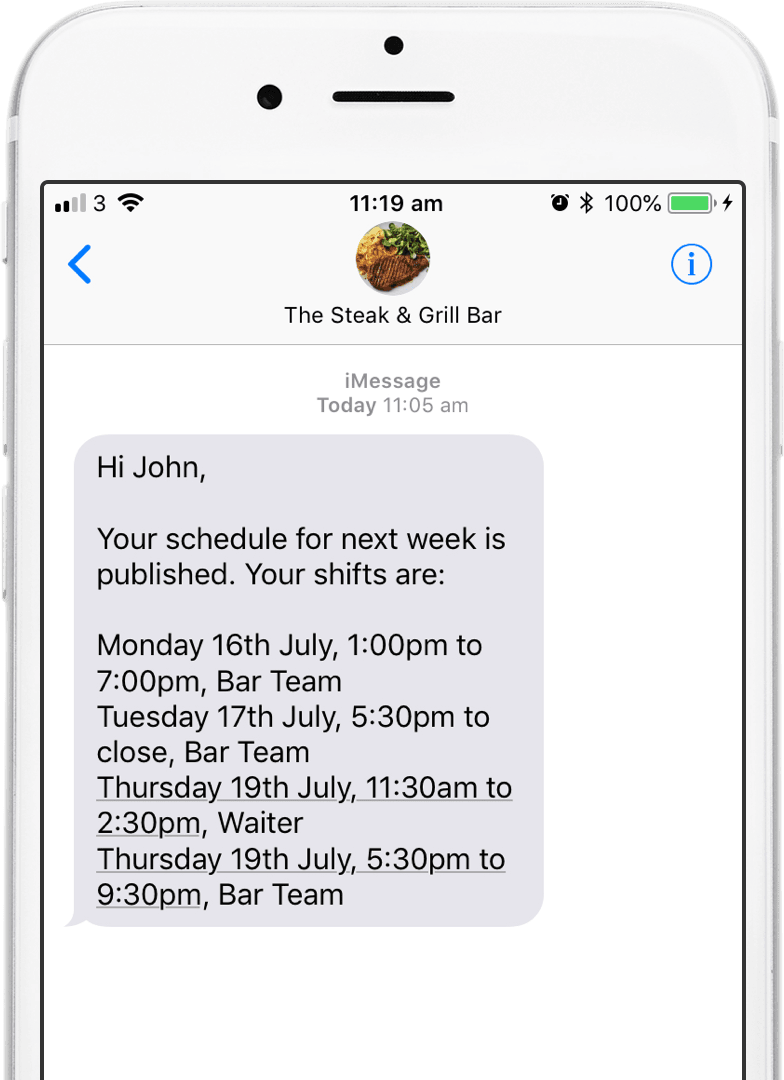 3 11:19 am 100%
The Steak & Grill Bar
iMessage
Today 11:05 am
Hi John,
Your schedule for next week is
published. Your shifts are:
Monday 16th July, 1:00pm to
7:00pm, Bar Team
Tuesday 17th July, 5:30pm to
close, Bar Team
Thursday 19th July, 11:30am to
2:30pm, Waiter
Thursday 19th July, 5:30pm to
9:30pm, Bar Team